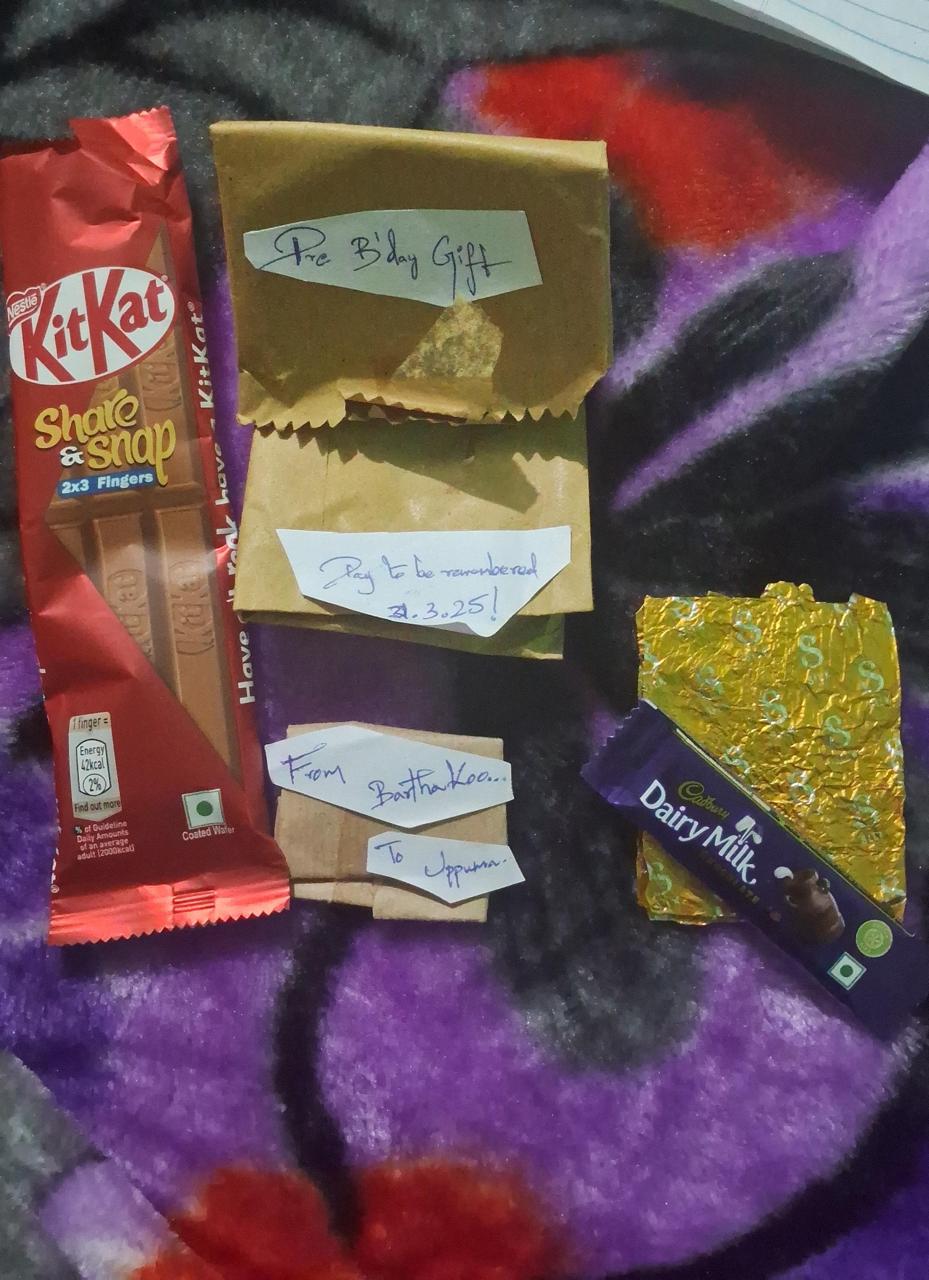 Nestlé
KitKat
Share
& Snap
2x3 Fingers
Have a break, have a KitKat
1 finger =
Energy
42kcal
2%
Find out more
% of Guideline
Daily Amounts
of an average
adult (2000kcal)
Coated Wafer
Pre B'day Gift
Day to be remembered
21.3.25!
From
Barthakoo...
To Uppuma.
Cadbury
Dairy Milk